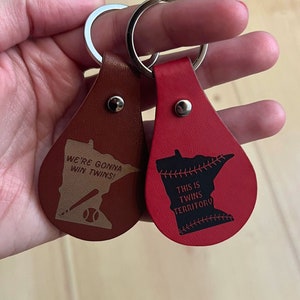 WE'RE GONNA
WIN TWINS!
THIS IS
TWINS
TERRITORY